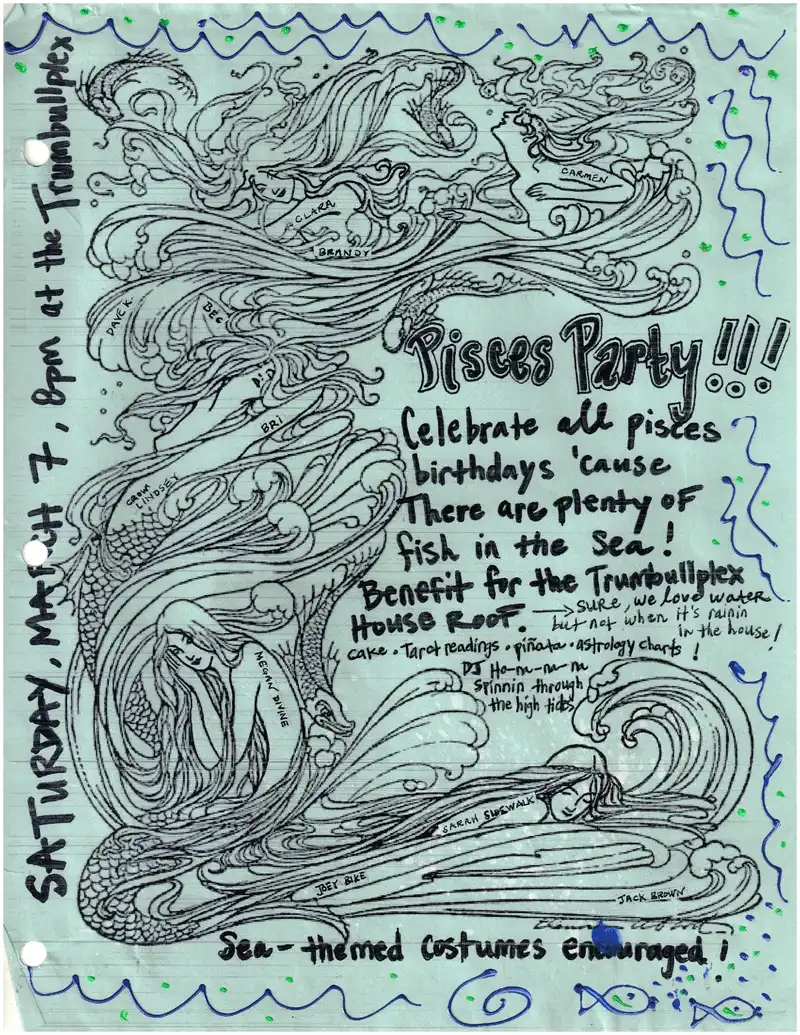 SATURDAY, MARCH 7, 8pm at the Trumbullplex
CARMEN
CLARA
BRANDY
DAVE K.
BEC
Pisces Party!!!
BRI
Celebrate all pisces
birthdays 'cause
There are plenty of
fish in the sea!
CROW
LINDSEY
Benefit for the Trumbullplex
House Roof.
→ SURE, we love water
but not when it's rainin
in the house!
cake • Tarot readings • piñata • astrology charts !
DJ Ho-m-m-m
Spinnin through
the high tides
MEGAN DIVINE
SARAH SIDEWALK
JOEY BIKE
JACK BROWN
Sea-themed costumes encouraged!